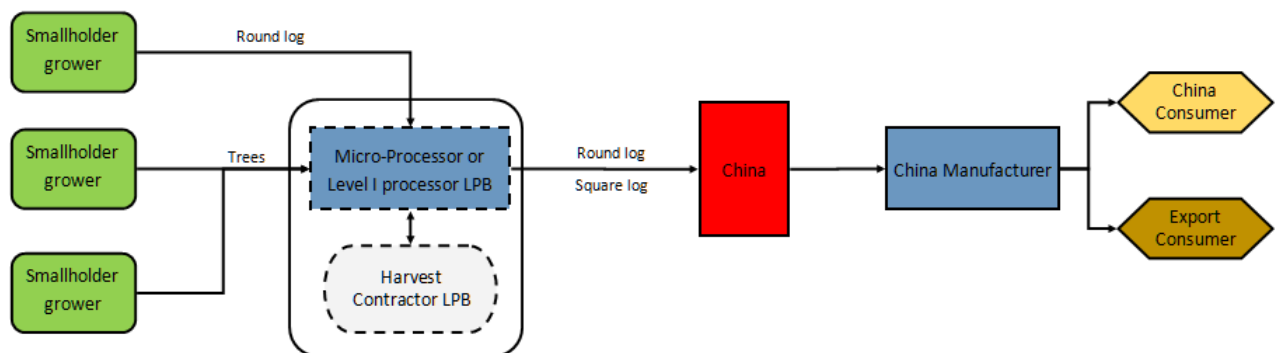 Smallholder
grower
Round log
Smallholder
grower
Trees
Smallholder
grower
Micro-Processor or
Level I processor LPB
Harvest
Contractor LPB
Round log
Square log
China
China Manufacturer
China
Consumer
Export
Consumer